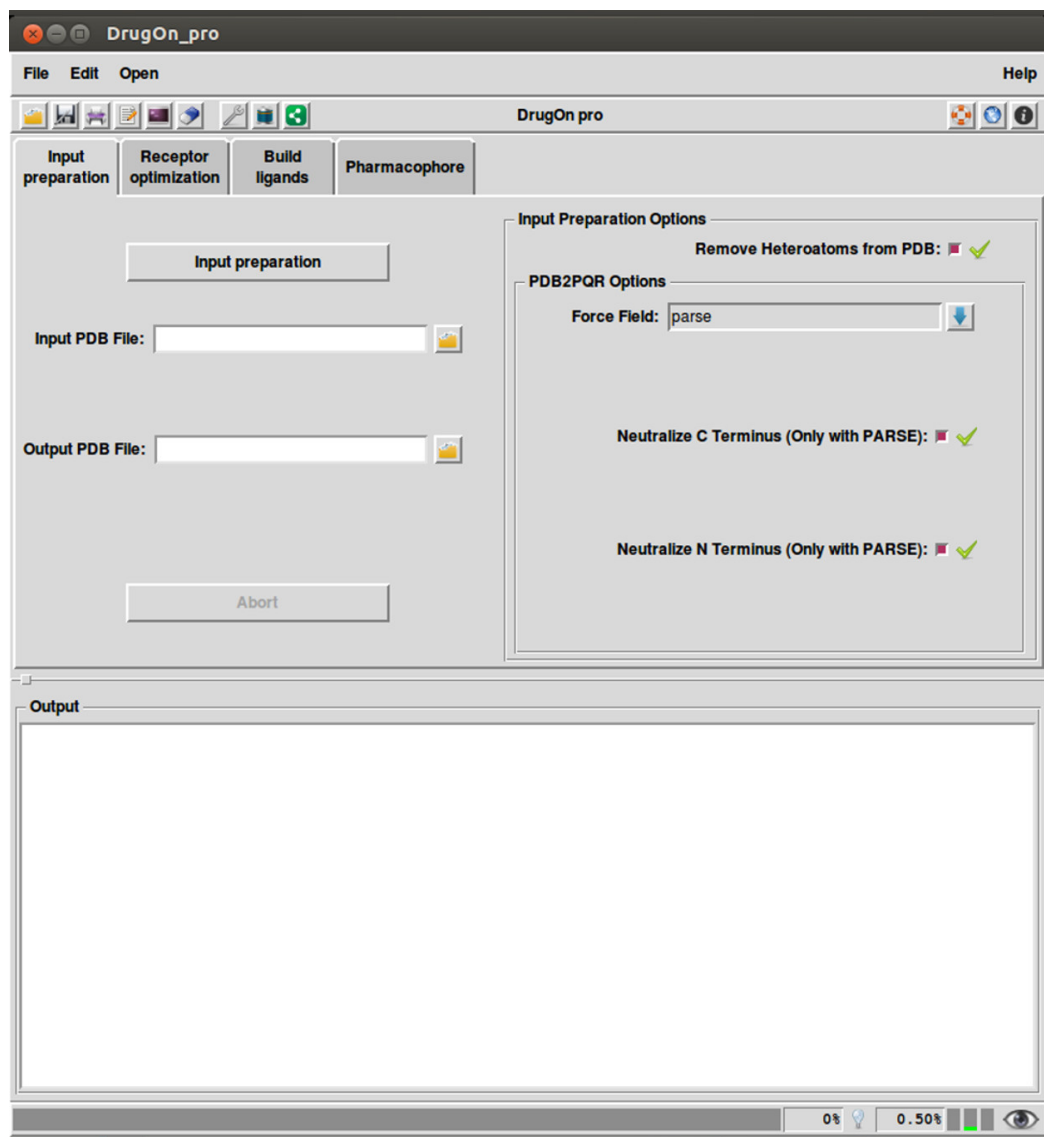 DrugOn_pro
File Edit Open Help
DrugOn pro
Input preparation
Receptor optimization
Build ligands
Pharmacophore
Input preparation
Input PDB File:
Output PDB File:
Abort
Input Preparation Options
Remove Heteroatoms from PDB:
PDB2PQR Options
Force Field: parse
Neutralize C Terminus (Only with PARSE):
Neutralize N Terminus (Only with PARSE):
Output
0% 0.50%